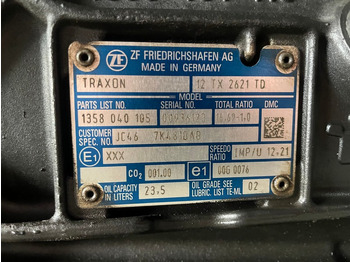 ZF FRIEDRICHSHAFEN AG
MADE IN GERMANY
TRAXON 12 TX 2621 TD
MODEL
PARTS LIST NO. SERIAL NO. TOTAL RATIO DMC
1358 040 105
CUSTOMER SPEC. NO. JC46 7K4810AB
E1 XXX SPEEDO RATIO IMP/U 12.21
CO2 001.00 e1 00G 0076
OIL CAPACITY IN LITERS 23,5 OIL GRADE SEE LUBRIC. LIST TE-ML 02